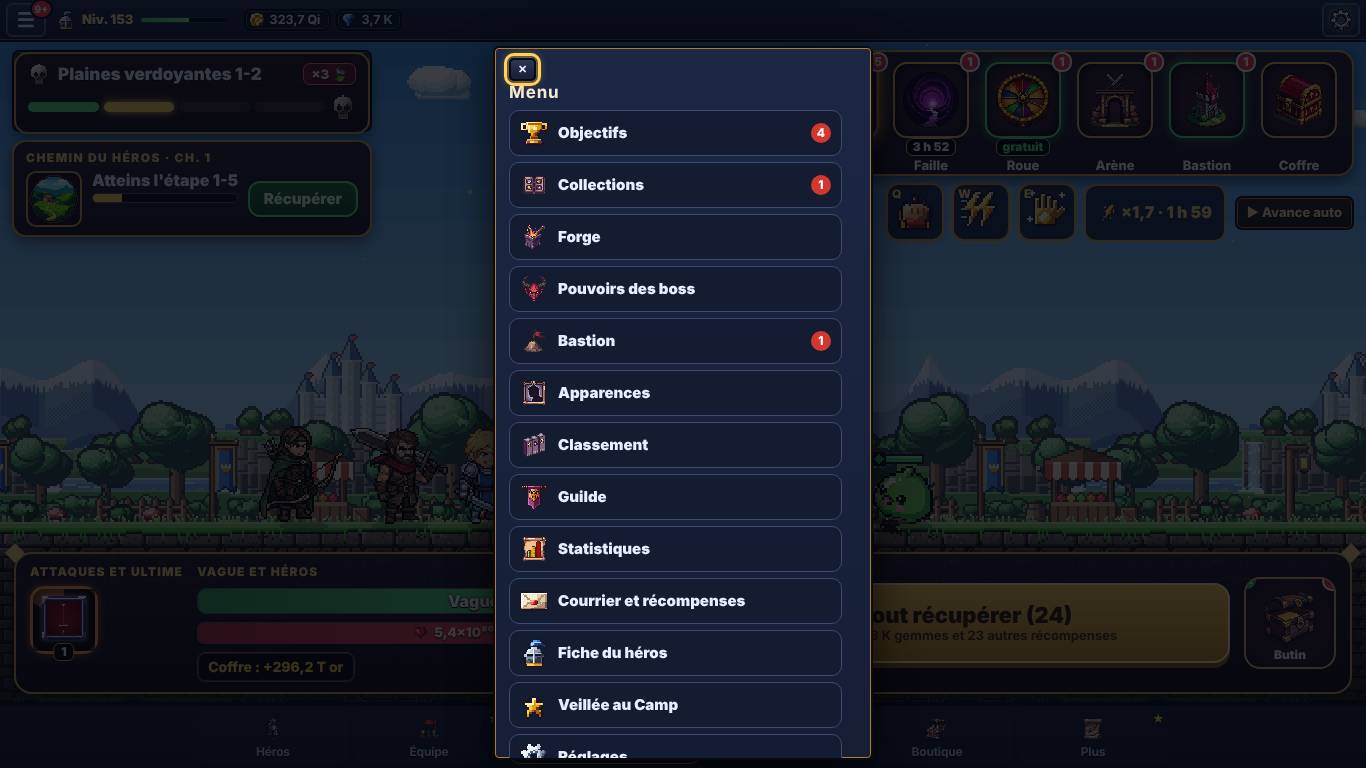 9+
Niv. 153
323,7 Qi
3,7 K
Plaines verdoyantes 1-2
×3
CHEMIN DU HÉROS · CH. 1
Atteins l'étape 1-5
Récupérer
×
Menu
Objectifs
4
Collections
1
Forge
Pouvoirs des boss
Bastion
1
Apparences
Classement
Guilde
Statistiques
Courrier et récompenses
Fiche du héros
Veillée au Camp
Réglages
5
1
1
1
1
3 h 52
gratuit
Faille
Roue
Arène
Bastion
Coffre
Q
W
E
×1,7 · 1 h 59
Avance auto
ATTAQUES ET ULTIME
VAGUE ET HÉROS
1
Coffre : +296,2 T or
out récupérer (24)
K gemmes et 23 autres récompenses
Butin
Héros
Équipe
Boutique
Plus